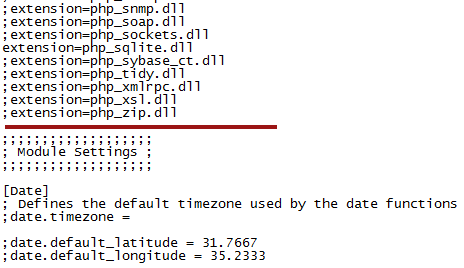 ;extension=php_snmp.dll
;extension=php_soap.dll
;extension=php_sockets.dll
extension=php_sqlite.dll
;extension=php_sybase_ct.dll
;extension=php_tidy.dll
;extension=php_xmlrpc.dll
;extension=php_xsl.dll
;extension=php_zip.dll
;;;;;;;;;;;;;;;;;;;
; Module Settings ;
;;;;;;;;;;;;;;;;;;;
[Date]
; Defines the default timezone used by the date functions
;date.timezone =
;date.default_latitude = 31.7667
;date.default_longitude = 35.2333